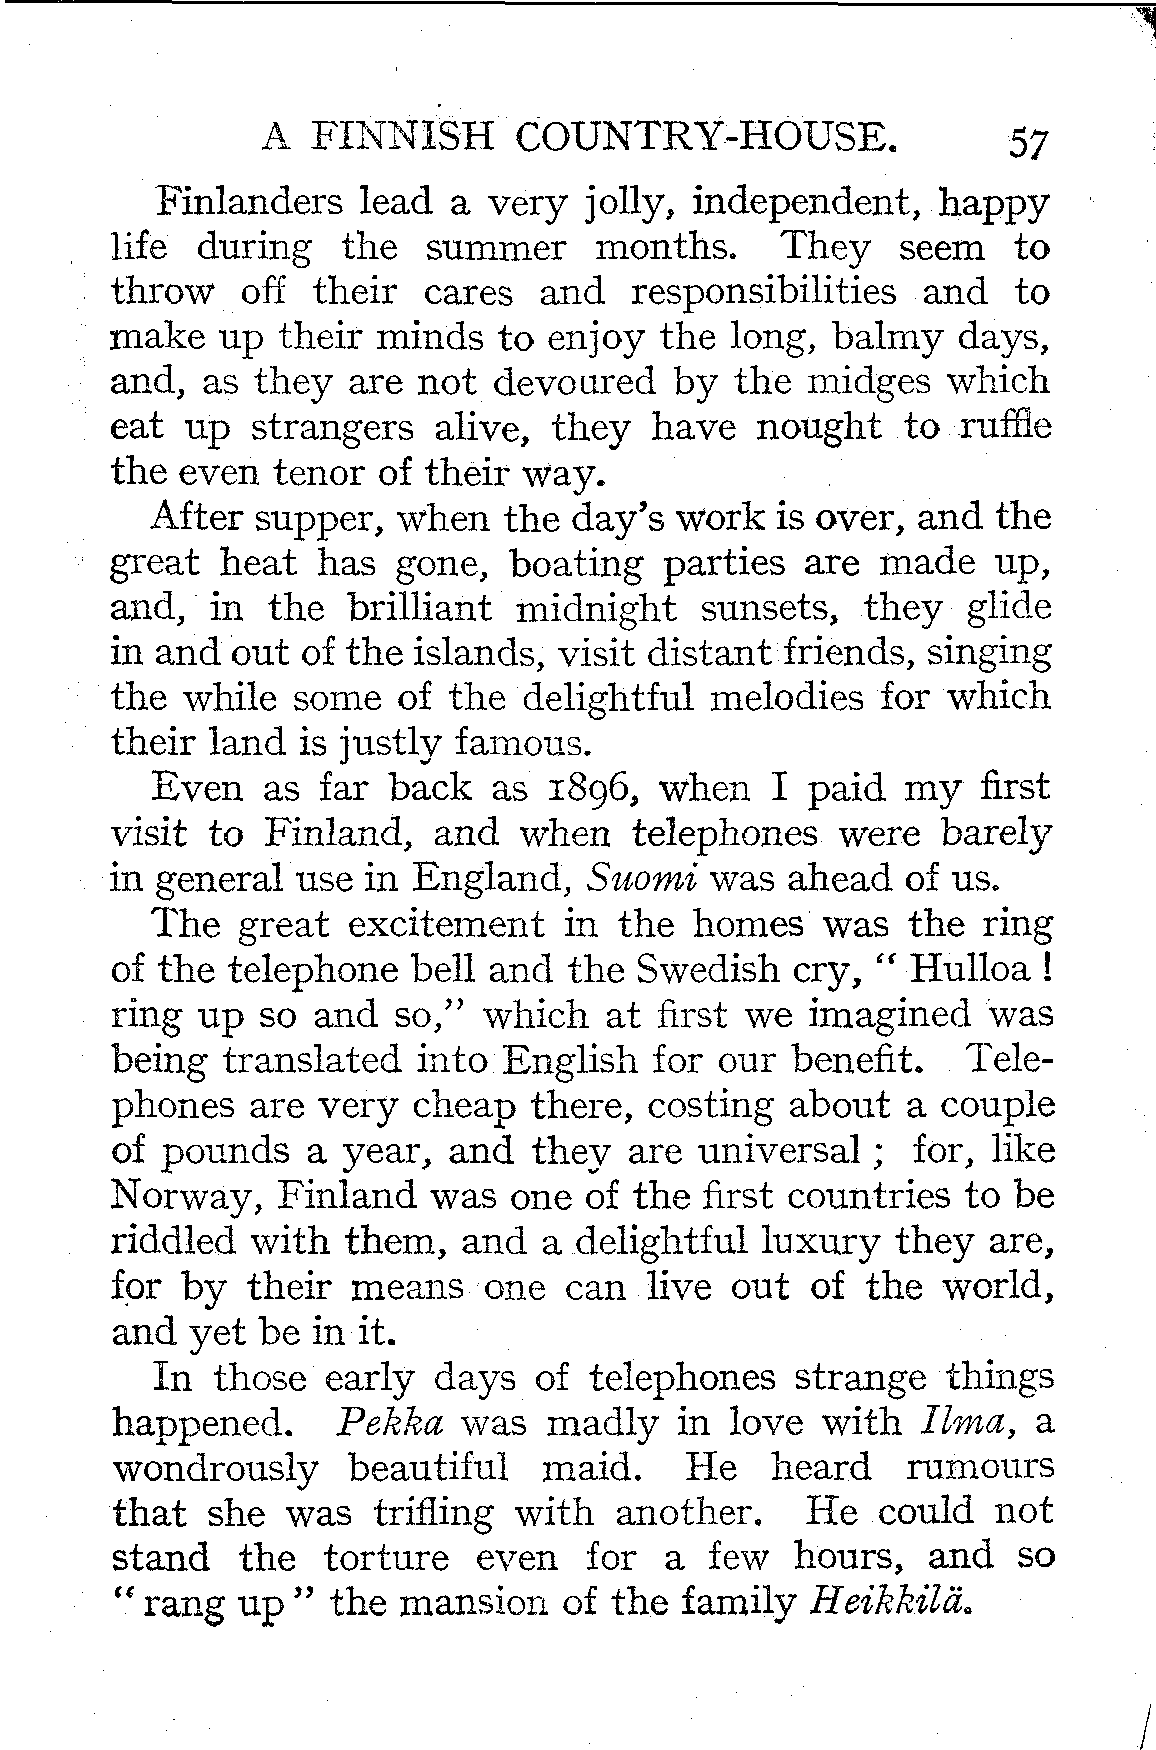 A FINNISH COUNTRY-HOUSE. 57
Finlanders lead a very jolly, independent, happy
life during the summer months. They seem to
throw off their cares and responsibilities and to
make up their minds to enjoy the long, balmy days,
and, as they are not devoured by the midges which
eat up strangers alive, they have nought to ruffle
the even tenor of their way.
After supper, when the day's work is over, and the
great heat has gone, boating parties are made up,
and, in the brilliant midnight sunsets, they glide
in and out of the islands, visit distant friends, singing
the while some of the delightful melodies for which
their land is justly famous.
Even as far back as 1896, when I paid my first
visit to Finland, and when telephones were barely
in general use in England, Suomi was ahead of us.
The great excitement in the homes was the ring
of the telephone bell and the Swedish cry, “ Hulloa !
ring up so and so,” which at first we imagined was
being translated into English for our benefit. Tele-
phones are very cheap there, costing about a couple
of pounds a year, and they are universal ; for, like
Norway, Finland was one of the first countries to be
riddled with them, and a delightful luxury they are,
for by their means one can live out of the world,
and yet be in it.
In those early days of telephones strange things
happened. Pekka was madly in love with Ilma, a
wondrously beautiful maid. He heard rumours
that she was trifling with another. He could not
stand the torture even for a few hours, and so
“ rang up ” the mansion of the family Heikkilä.